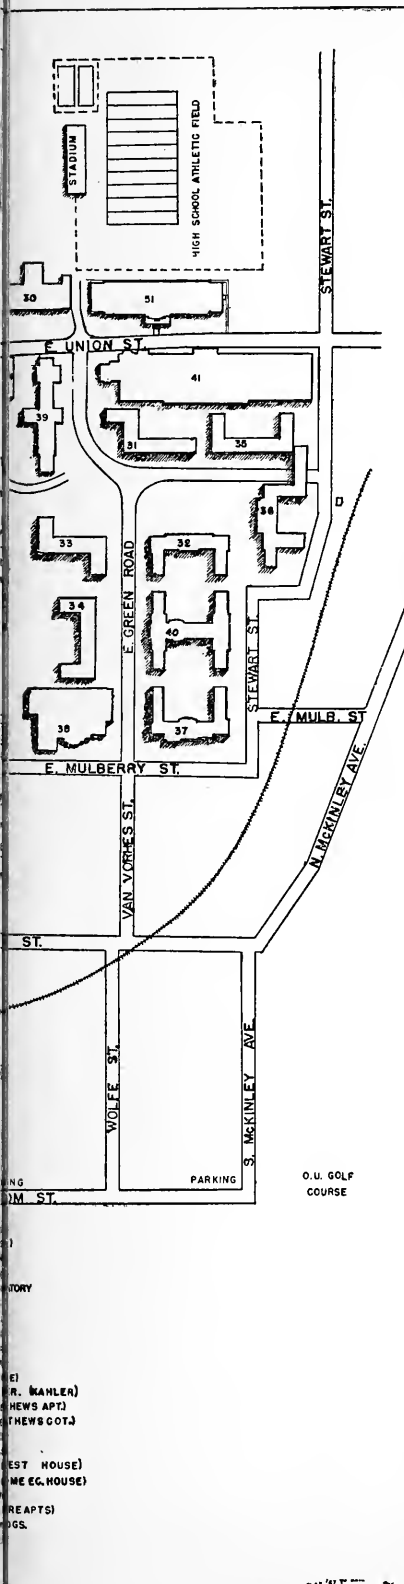 STADIUM
HIGH SCHOOL ATHLETIC FIELD
STEWART ST.
30
51
E. UNION ST.
41
39
31
35
36
33
32
E. GREEN ROAD
34
40
STEWART ST.
38
37
E. MULB. ST
E. MULBERRY ST.
VAN VORHES ST.
N. McKINLEY AVE.
ST.
WOLFE ST.
S. McKINLEY AVE.
NG
PARKING
O.U. GOLF
COURSE
OM ST.
)
TORY
E)
R. (KAHLER)
HEWS APT.)
THEWS COT.)
EST HOUSE)
ME EC. HOUSE)
RE APTS)
DGS.